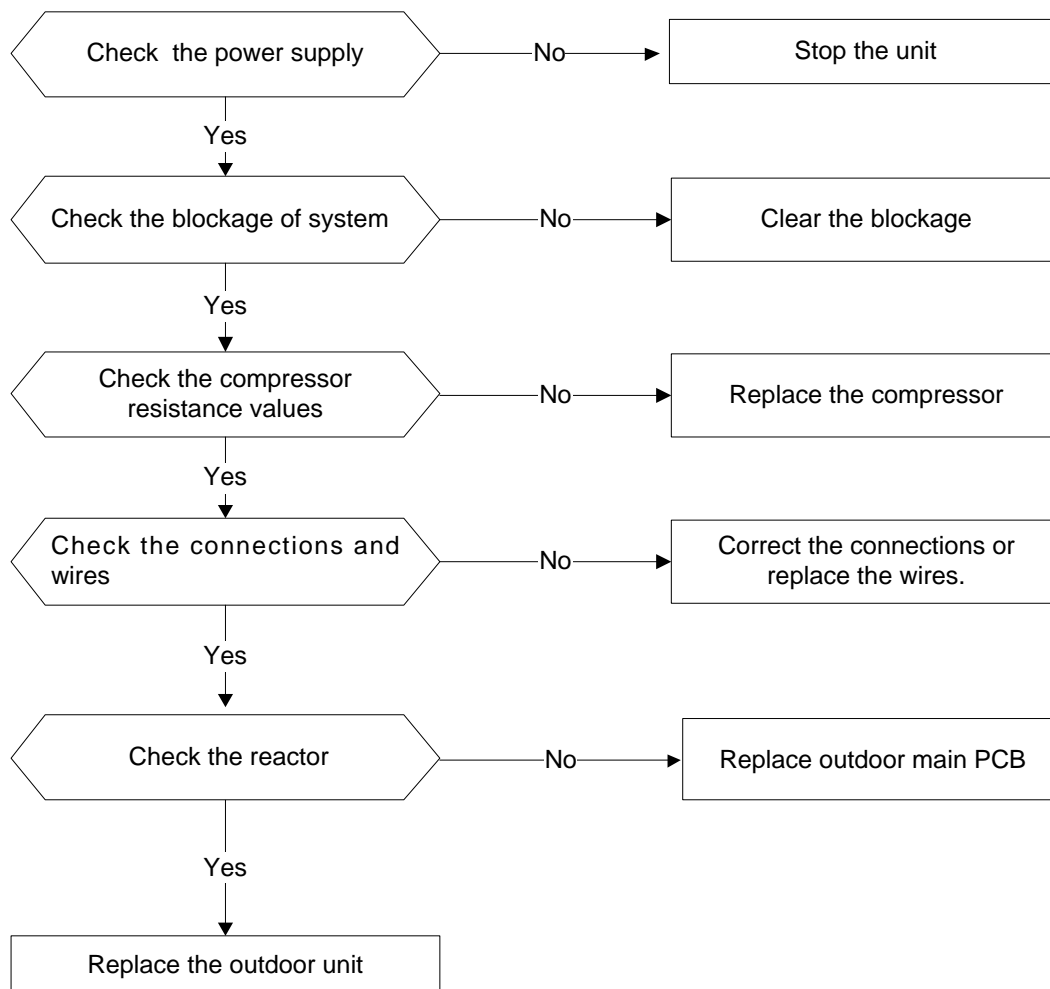 Check the power supply
No
Stop the unit
Yes
Check the blockage of system
No
Clear the blockage
Yes
Check the compressor
resistance values
No
Replace the compressor
Yes
Check the connections and
wires
No
Correct the connections or
replace the wires.
Yes
Check the reactor
No
Replace outdoor main PCB
Yes
Replace the outdoor unit